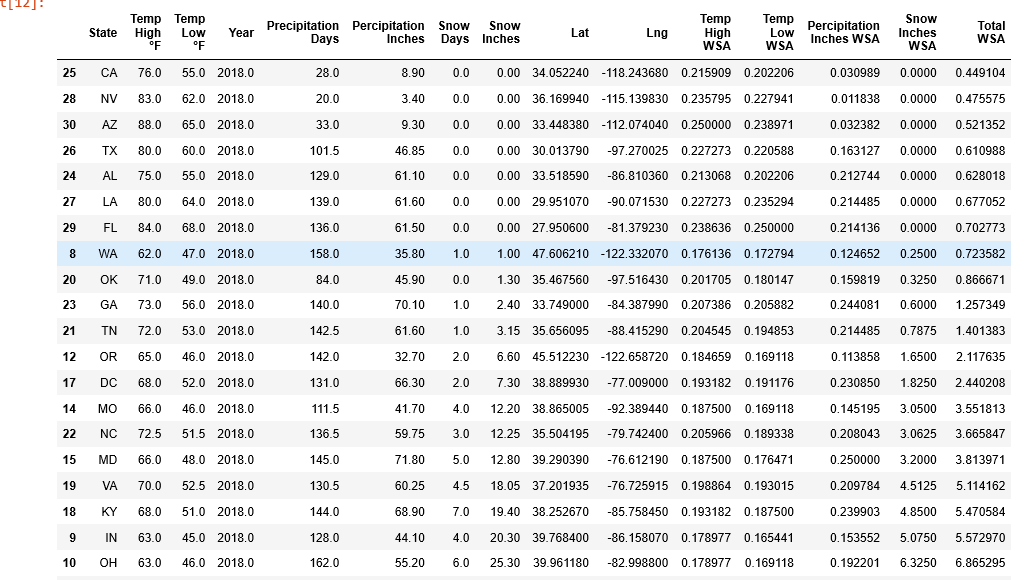 t[12]:
State Temp High °F Temp Low °F Year Precipitation Days Percipitation Inches Snow Days Snow Inches Lat Lng Temp High WSA Temp Low WSA Percipitation Inches WSA Snow Inches WSA Total WSA
25 CA 76.0 55.0 2018.0 28.0 8.90 0.0 0.00 34.052240 -118.243680 0.215909 0.202206 0.030989 0.0000 0.449104
28 NV 83.0 62.0 2018.0 20.0 3.40 0.0 0.00 36.169940 -115.139830 0.235795 0.227941 0.011838 0.0000 0.475575
30 AZ 88.0 65.0 2018.0 33.0 9.30 0.0 0.00 33.448380 -112.074040 0.250000 0.238971 0.032382 0.0000 0.521352
26 TX 80.0 60.0 2018.0 101.5 46.85 0.0 0.00 30.013790 -97.270025 0.227273 0.220588 0.163127 0.0000 0.610988
24 AL 75.0 55.0 2018.0 129.0 61.10 0.0 0.00 33.518590 -86.810360 0.213068 0.202206 0.212744 0.0000 0.628018
27 LA 80.0 64.0 2018.0 139.0 61.60 0.0 0.00 29.951070 -90.071530 0.227273 0.235294 0.214485 0.0000 0.677052
29 FL 84.0 68.0 2018.0 136.0 61.50 0.0 0.00 27.950600 -81.379230 0.238636 0.250000 0.214136 0.0000 0.702773
8 WA 62.0 47.0 2018.0 158.0 35.80 1.0 1.00 47.606210 -122.332070 0.176136 0.172794 0.124652 0.2500 0.723582
20 OK 71.0 49.0 2018.0 84.0 45.90 0.0 1.30 35.467560 -97.516430 0.201705 0.180147 0.159819 0.3250 0.866671
23 GA 73.0 56.0 2018.0 140.0 70.10 1.0 2.40 33.749000 -84.387990 0.207386 0.205882 0.244081 0.6000 1.257349
21 TN 72.0 53.0 2018.0 142.5 61.60 1.0 3.15 35.656095 -88.415290 0.204545 0.194853 0.214485 0.7875 1.401383
12 OR 65.0 46.0 2018.0 142.0 32.70 2.0 6.60 45.512230 -122.658720 0.184659 0.169118 0.113858 1.6500 2.117635
17 DC 68.0 52.0 2018.0 131.0 66.30 2.0 7.30 38.889930 -77.009000 0.193182 0.191176 0.230850 1.8250 2.440208
14 MO 66.0 46.0 2018.0 111.5 41.70 4.0 12.20 38.865005 -92.389440 0.187500 0.169118 0.145195 3.0500 3.551813
22 NC 72.5 51.5 2018.0 136.5 59.75 3.0 12.25 35.504195 -79.742400 0.205966 0.189338 0.208043 3.0625 3.665847
15 MD 66.0 48.0 2018.0 145.0 71.80 5.0 12.80 39.290390 -76.612190 0.187500 0.176471 0.250000 3.2000 3.813971
19 VA 70.0 52.5 2018.0 130.5 60.25 4.5 18.05 37.201935 -76.725915 0.198864 0.193015 0.209784 4.5125 5.114162
18 KY 68.0 51.0 2018.0 144.0 68.90 7.0 19.40 38.252670 -85.758450 0.193182 0.187500 0.239903 4.8500 5.470584
9 IN 63.0 45.0 2018.0 128.0 44.10 4.0 20.30 39.768400 -86.158070 0.178977 0.165441 0.153552 5.0750 5.572970
10 OH 63.0 46.0 2018.0 162.0 55.20 6.0 25.30 39.961180 -82.998800 0.178977 0.169118 0.192201 6.3250 6.865295